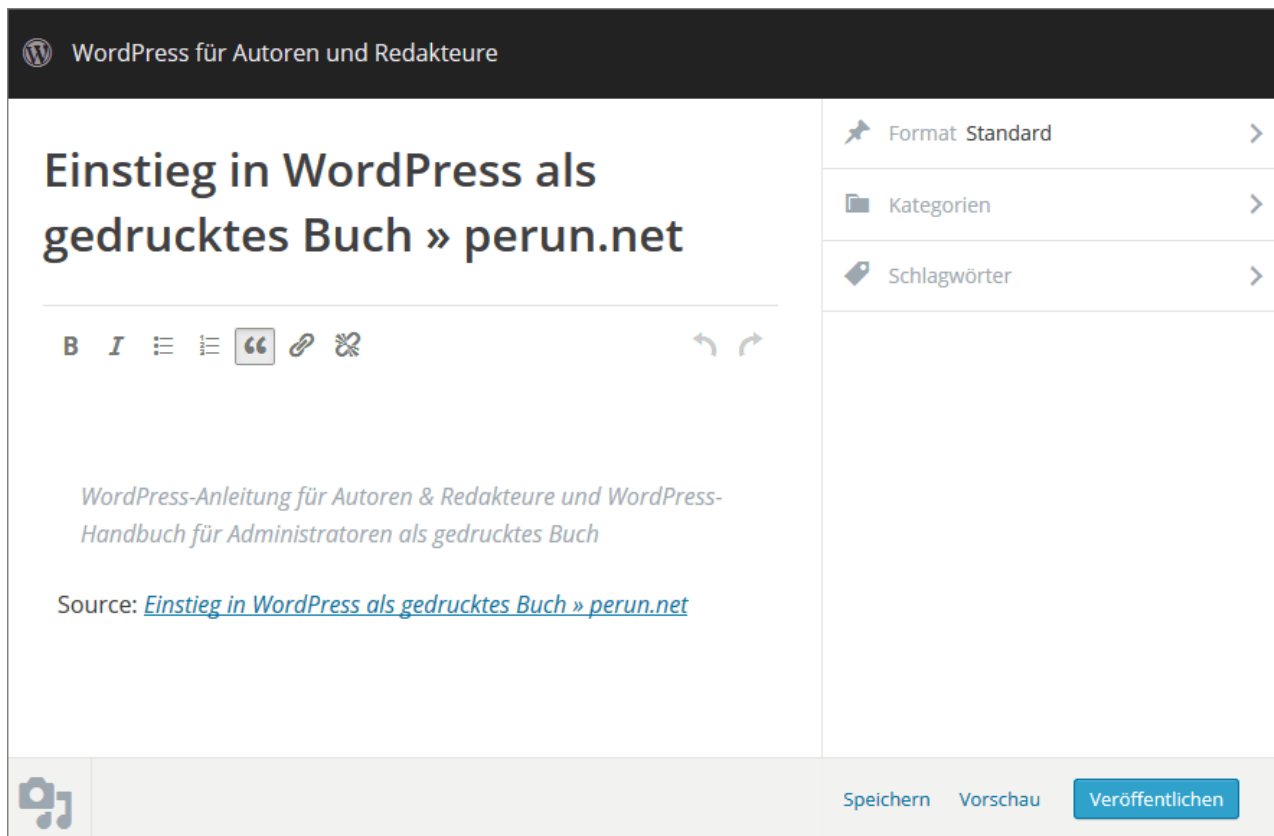 WordPress für Autoren und Redakteure
Einstieg in WordPress als
gedrucktes Buch » perun.net
B I
WordPress-Anleitung für Autoren & Redakteure und WordPress-
Handbuch für Administratoren als gedrucktes Buch
Source: Einstieg in WordPress als gedrucktes Buch » perun.net
Format Standard
Kategorien
Schlagwörter
Speichern Vorschau Veröffentlichen